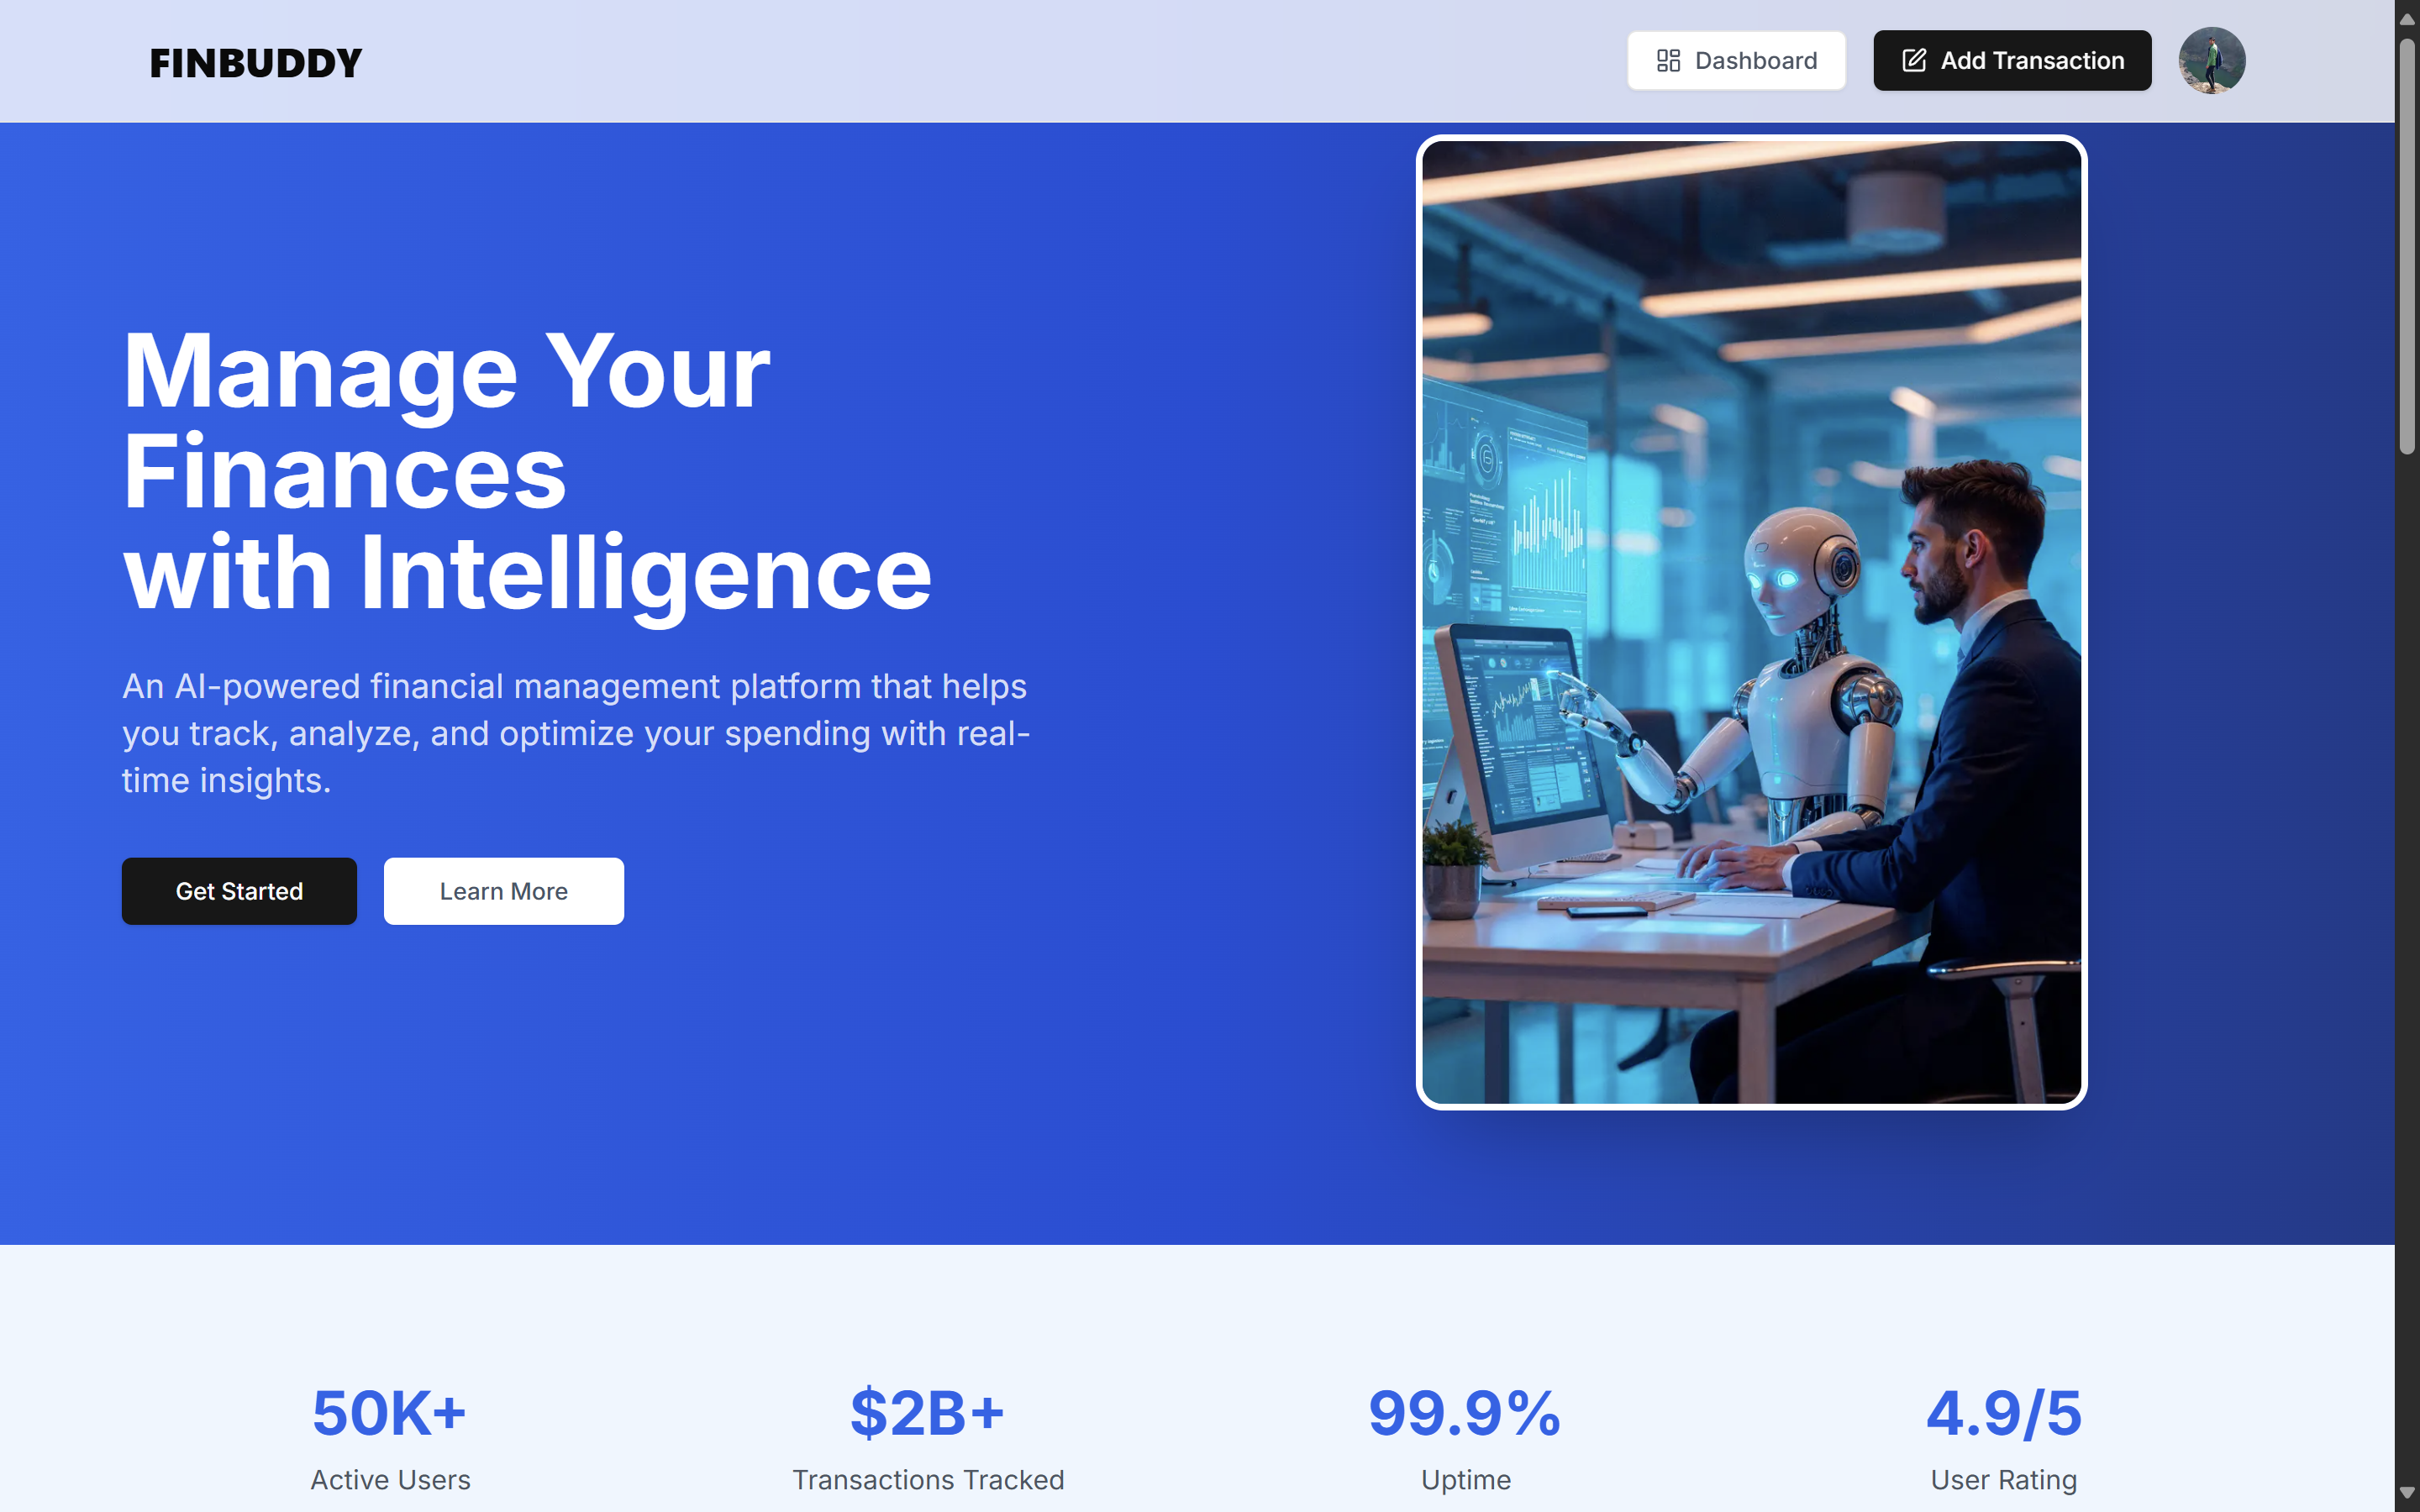 FINBUDDY
Dashboard
Add Transaction
Manage Your
Finances
with Intelligence
An AI-powered financial management platform that helps
you track, analyze, and optimize your spending with real-
time insights.
Get Started
Learn More
50K+
$2B+
99.9%
4.9/5
Active Users
Transactions Tracked
Uptime
User Rating